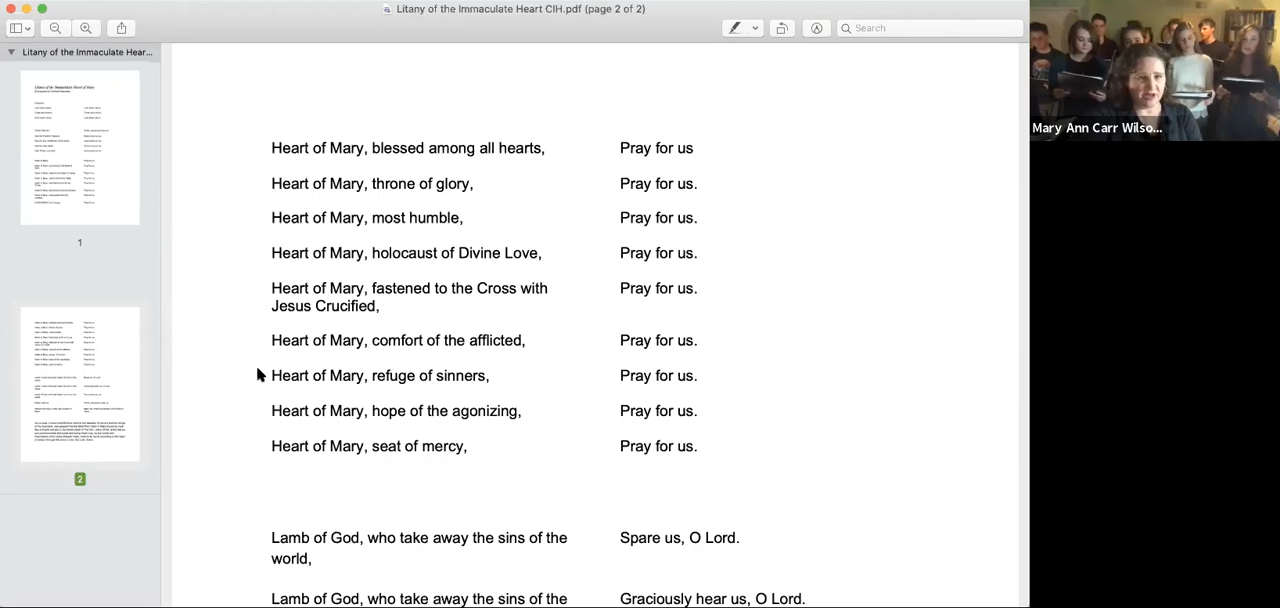 Litany of the Immaculate Heart CIH.pdf (page 2 of 2)
Search
Litany of the Immaculate Hear...
1
2
Heart of Mary, blessed among all hearts, Pray for us
Heart of Mary, throne of glory, Pray for us.
Heart of Mary, most humble, Pray for us.
Heart of Mary, holocaust of Divine Love, Pray for us.
Heart of Mary, fastened to the Cross with Pray for us.
Jesus Crucified,
Heart of Mary, comfort of the afflicted, Pray for us.
Heart of Mary, refuge of sinners, Pray for us.
Heart of Mary, hope of the agonizing, Pray for us.
Heart of Mary, seat of mercy, Pray for us.
Lamb of God, who take away the sins of the Spare us, O Lord.
world,
Lamb of God, who take away the sins of the Graciously hear us, O Lord.
Mary Ann Carr Wilso...